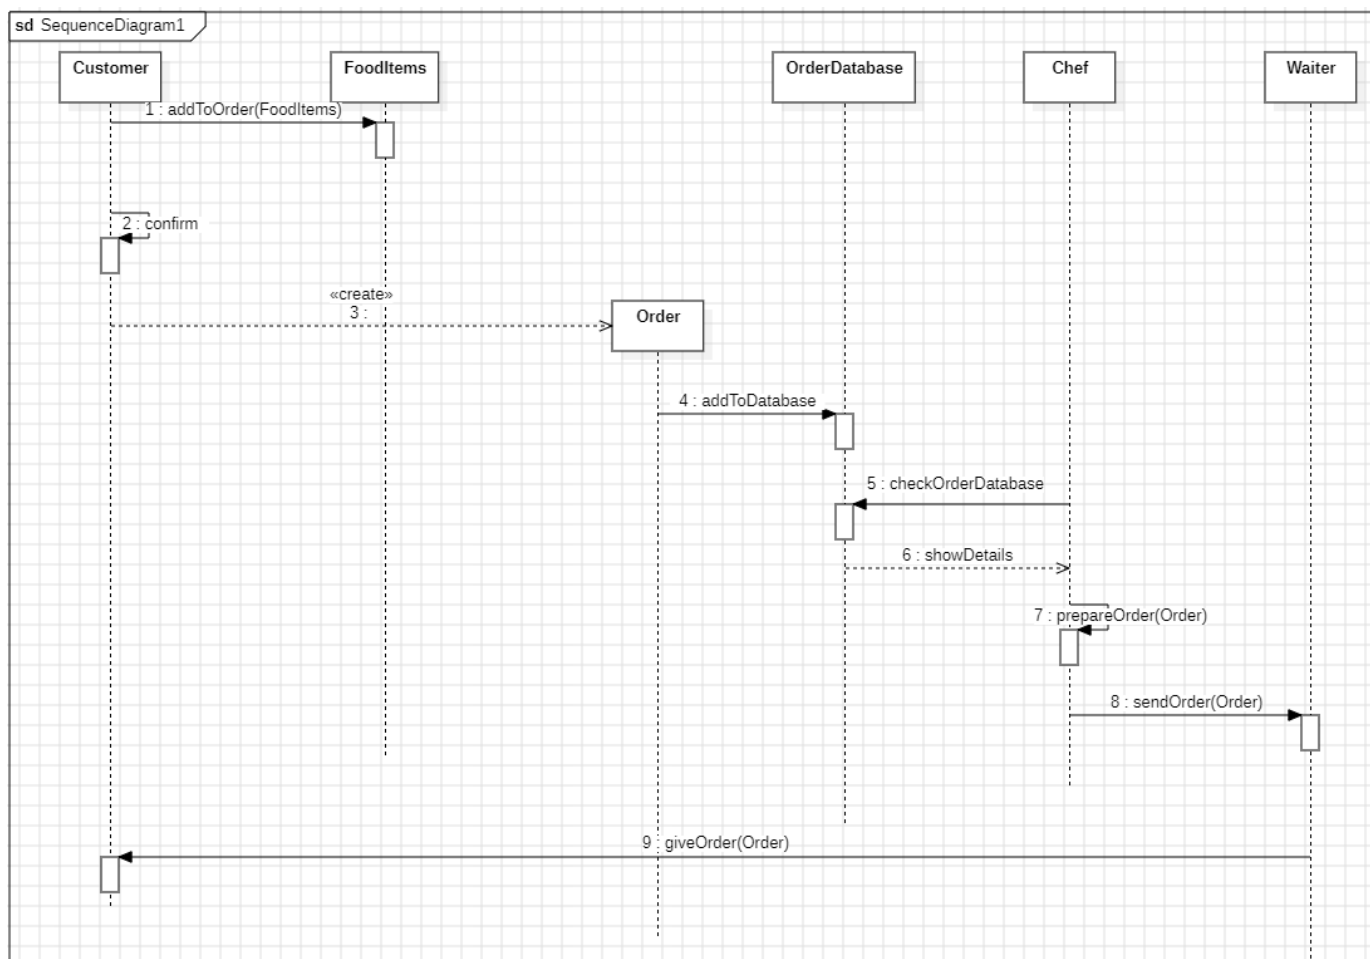 sd SequenceDiagram1
Customer
FoodItems
OrderDatabase
Chef
Waiter
1 : addToOrder(FoodItems)
2 : confirm
«create»
3 :
Order
4 : addToDatabase
5 : checkOrderDatabase
6 : showDetails
7 : prepareOrder(Order)
8 : sendOrder(Order)
9 : giveOrder(Order)